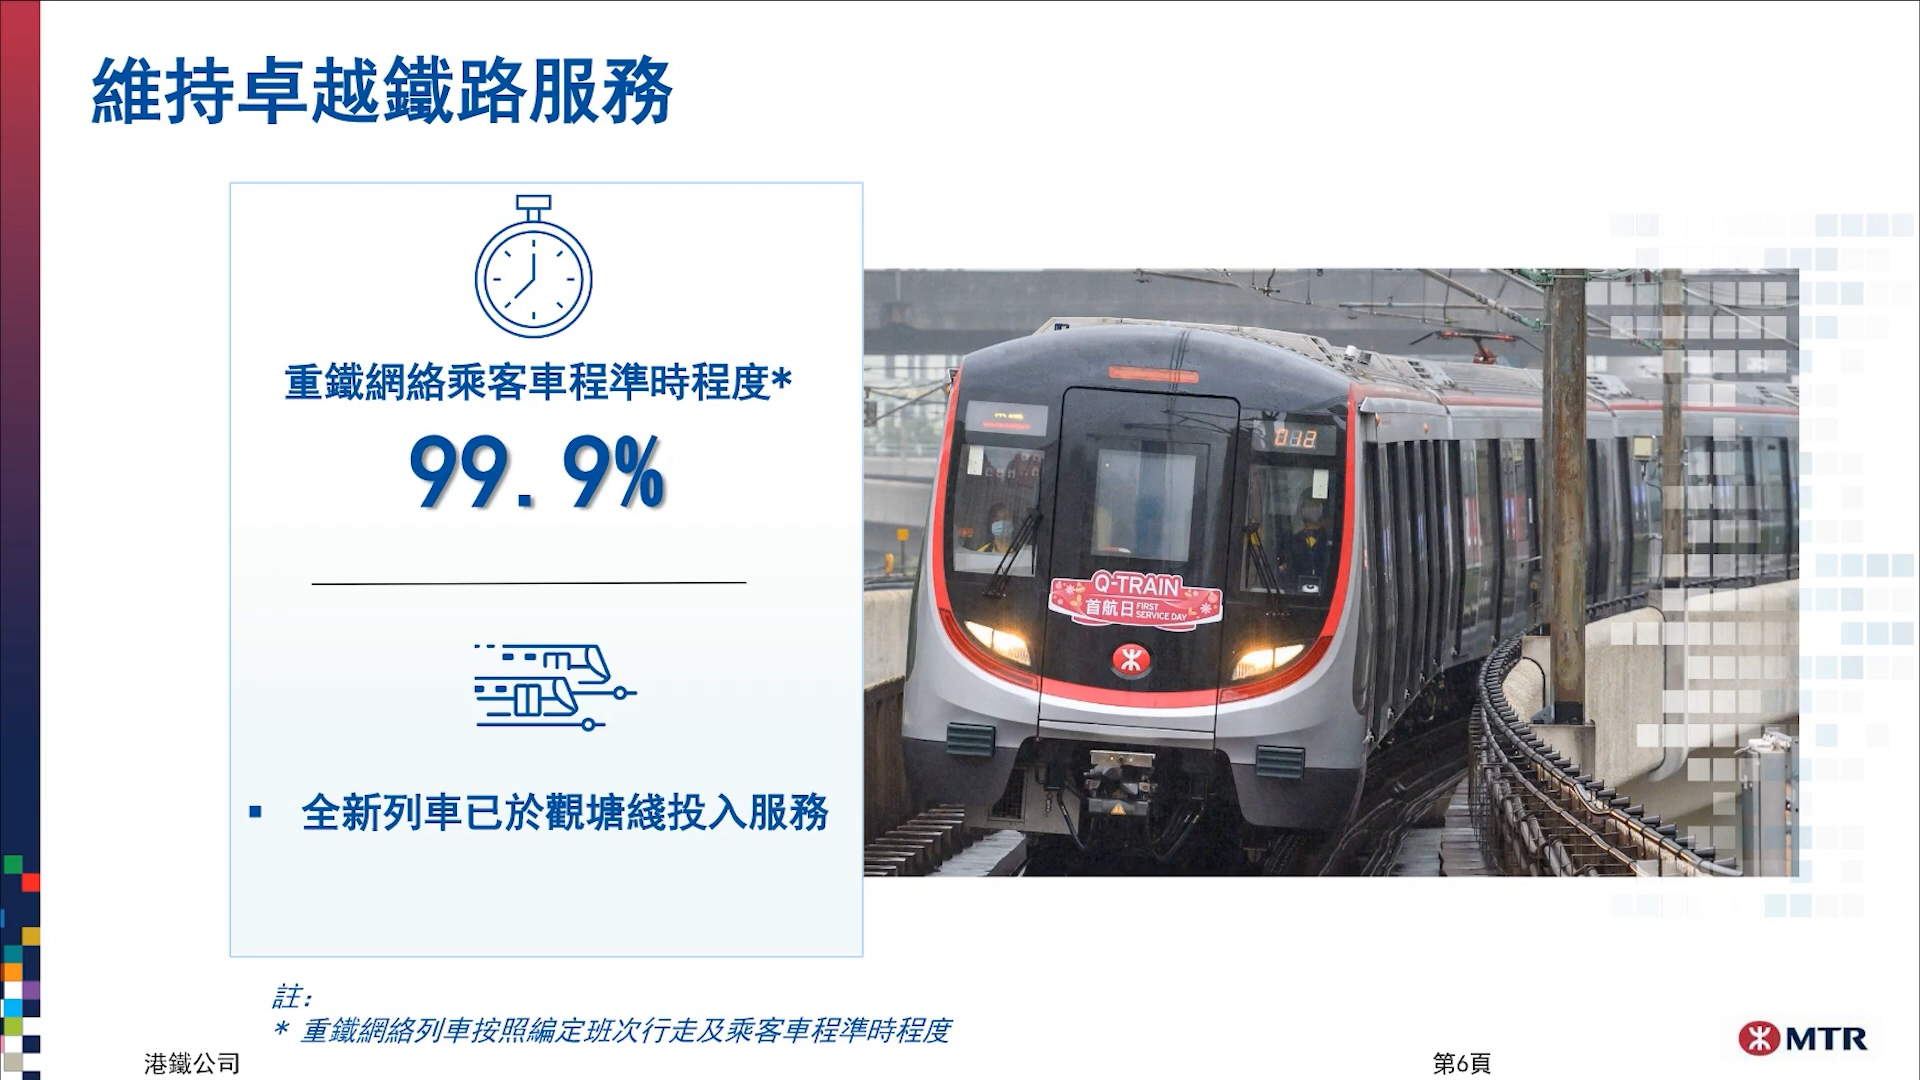 維持卓越鐵路服務
重鐵網絡乘客車程準時程度*
99.9%
▪ 全新列車已於觀塘綫投入服務
012
Q-TRAIN
首航日 FIRST
SERVICE DAY
註：
* 重鐵網絡列車按照編定班次行走及乘客車程準時程度
港鐵公司
第6頁
MTR